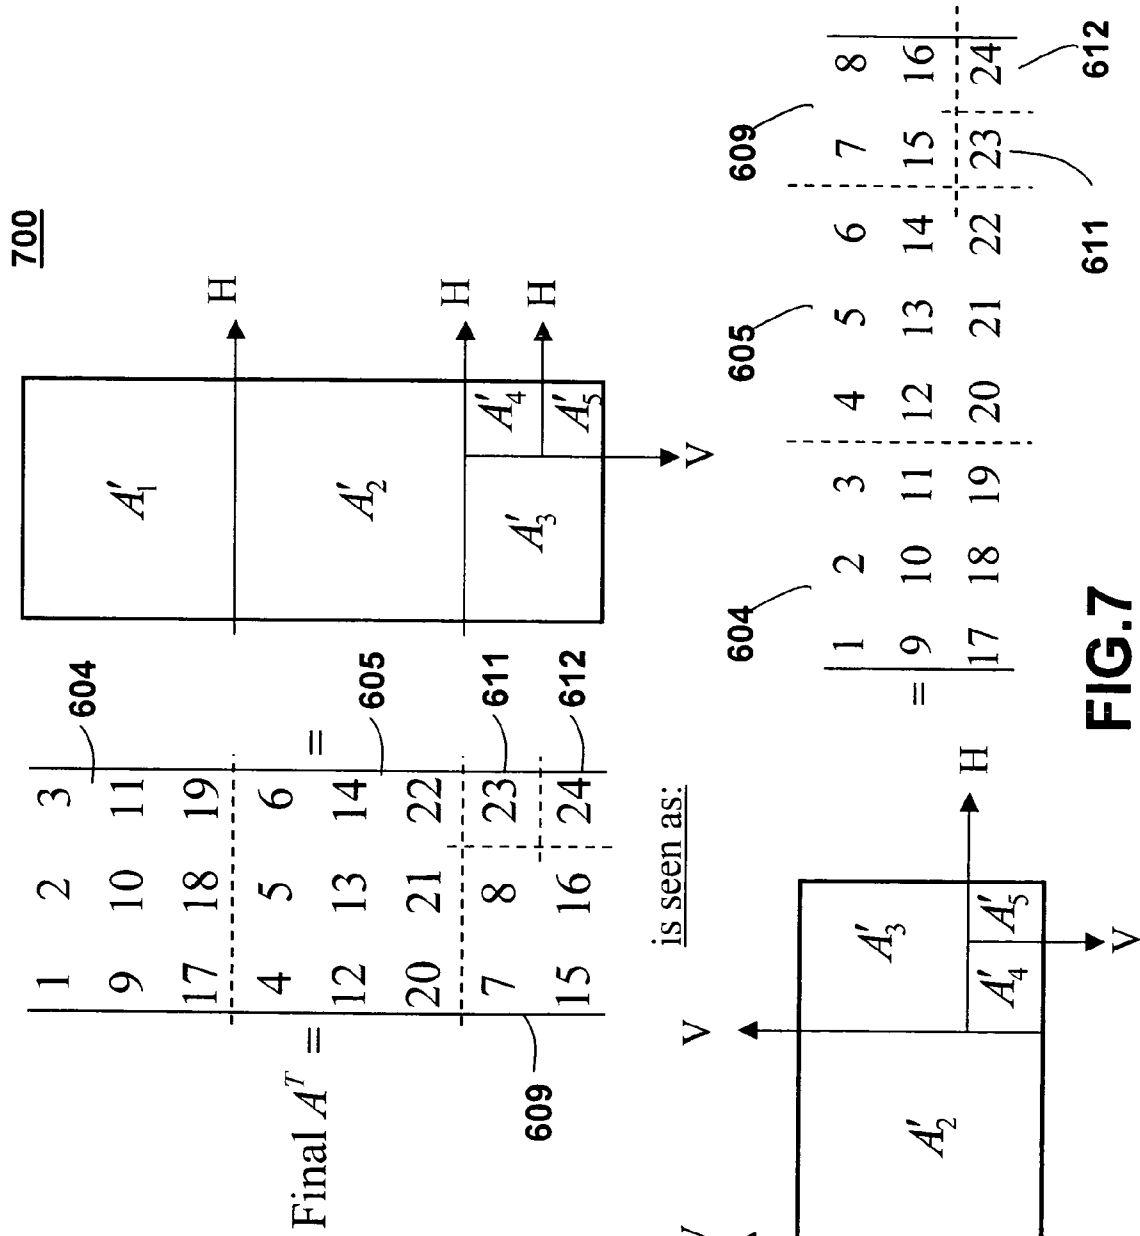 700
Final Aᵀ =
1 2 3
9 10 11
17 18 19
4 5 6
12 13 14
20 21 22
7 8 23
15 16 24
604
605
611
612
609
=
A′₁
H
A′₂
H
A′₄
H
A′₃
A′₅
V
is seen as:
V
A′₃
A′₂
A′₄ A′₅
H
V
=
604 605 609
1 2 3 4 5 6 7 8
9 10 11 12 13 14 15 16
17 18 19 20 21 22 23 24
611 612
FIG.7